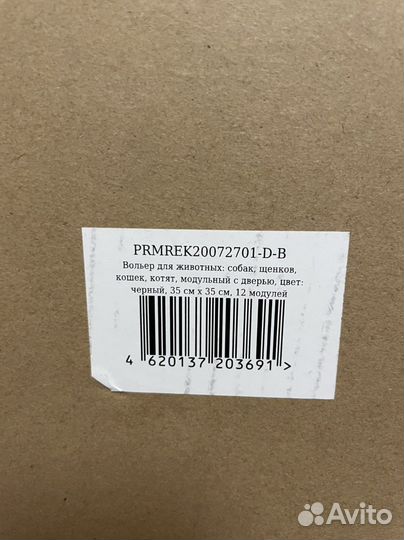 PRMREK20072701-D-B
Вольер для животных: собак, щенков,
кошек, котят, модульный с дверью, цвет:
черный, 35 см x 35 см, 12 модулей
4 620137 203691 >
Avito